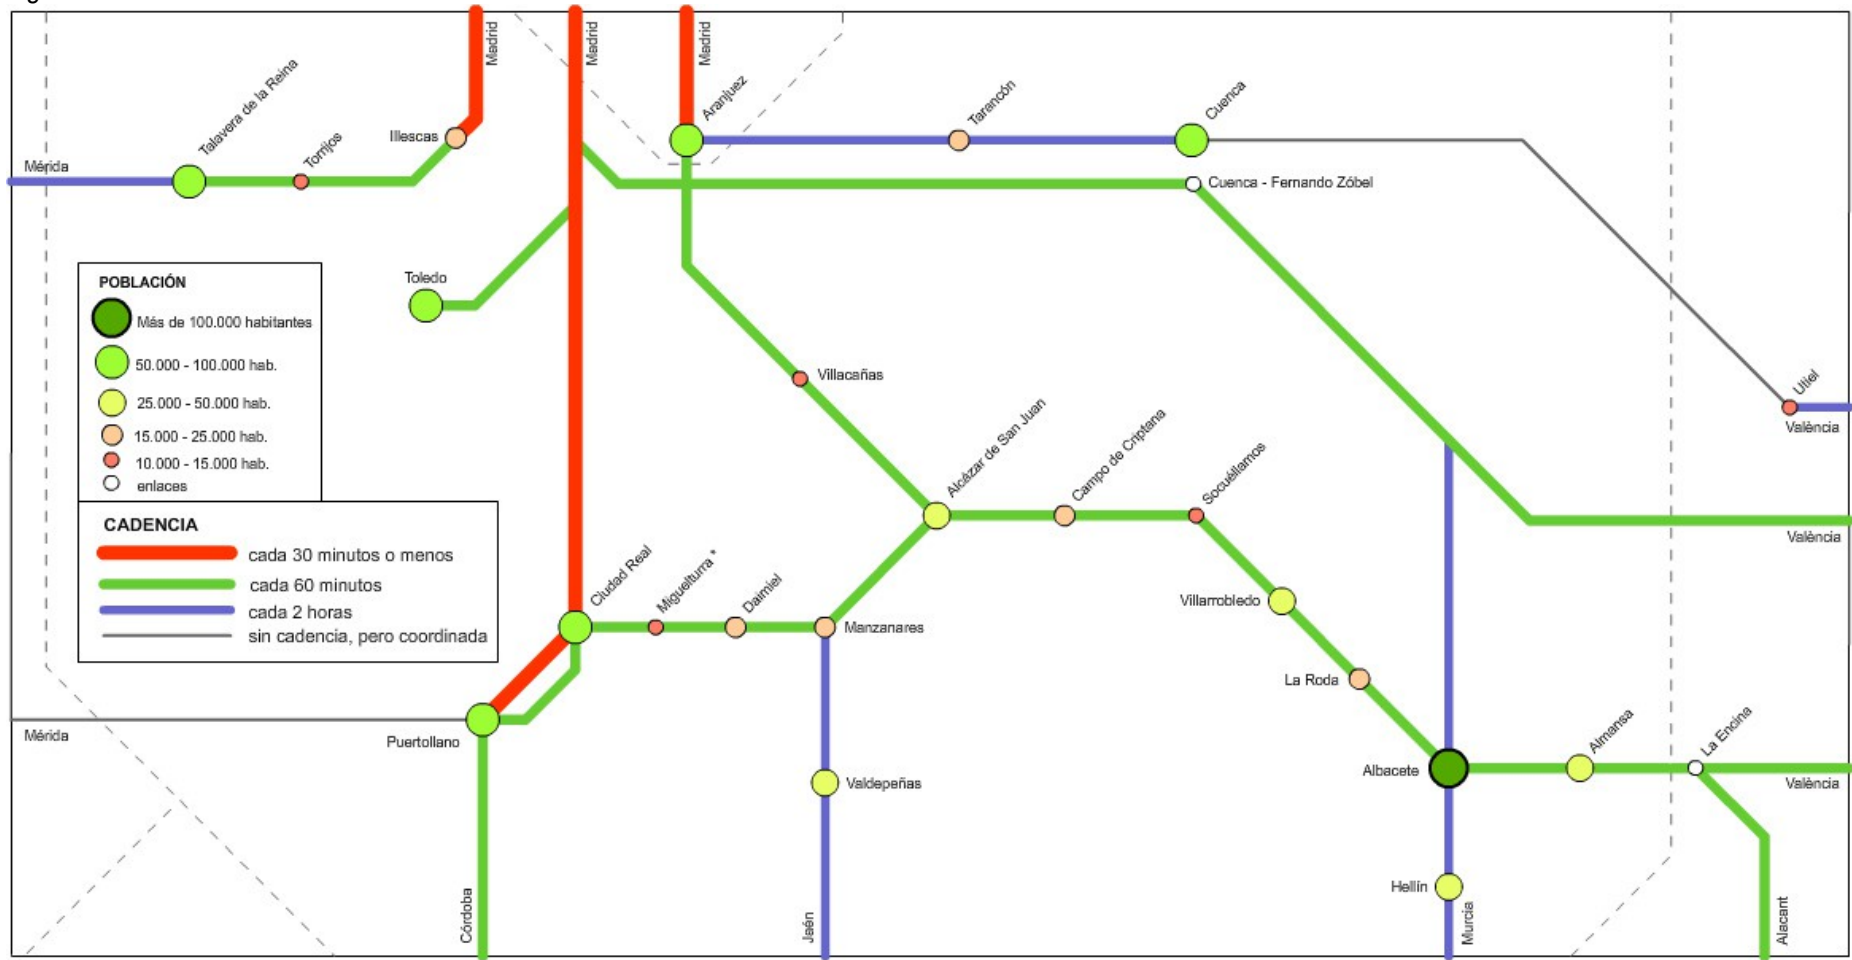 Madrid
Madrid
Madrid
Talavera de la Reina
Torrijos
Illescas
Aranjuez
Tarancón
Cuenca
Mérida
Cuenca - Fernando Zóbel
Toledo
POBLACIÓN
Más de 100.000 habitantes
50.000 - 100.000 hab.
25.000 - 50.000 hab.
15.000 - 25.000 hab.
10.000 - 15.000 hab.
enlaces
CADENCIA
cada 30 minutos o menos
cada 60 minutos
cada 2 horas
sin cadencia, pero coordinada
Villacañas
Utiel
València
Alcázar de San Juan
Campo de Criptana
Socuéllamos
València
Ciudad Real
Miguelturra *
Daimiel
Manzanares
Villarrobledo
La Roda
Mérida
Puertollano
Valdepeñas
Albacete
Almansa
La Encina
València
Hellín
Córdoba
Jaén
Murcia
Alacant